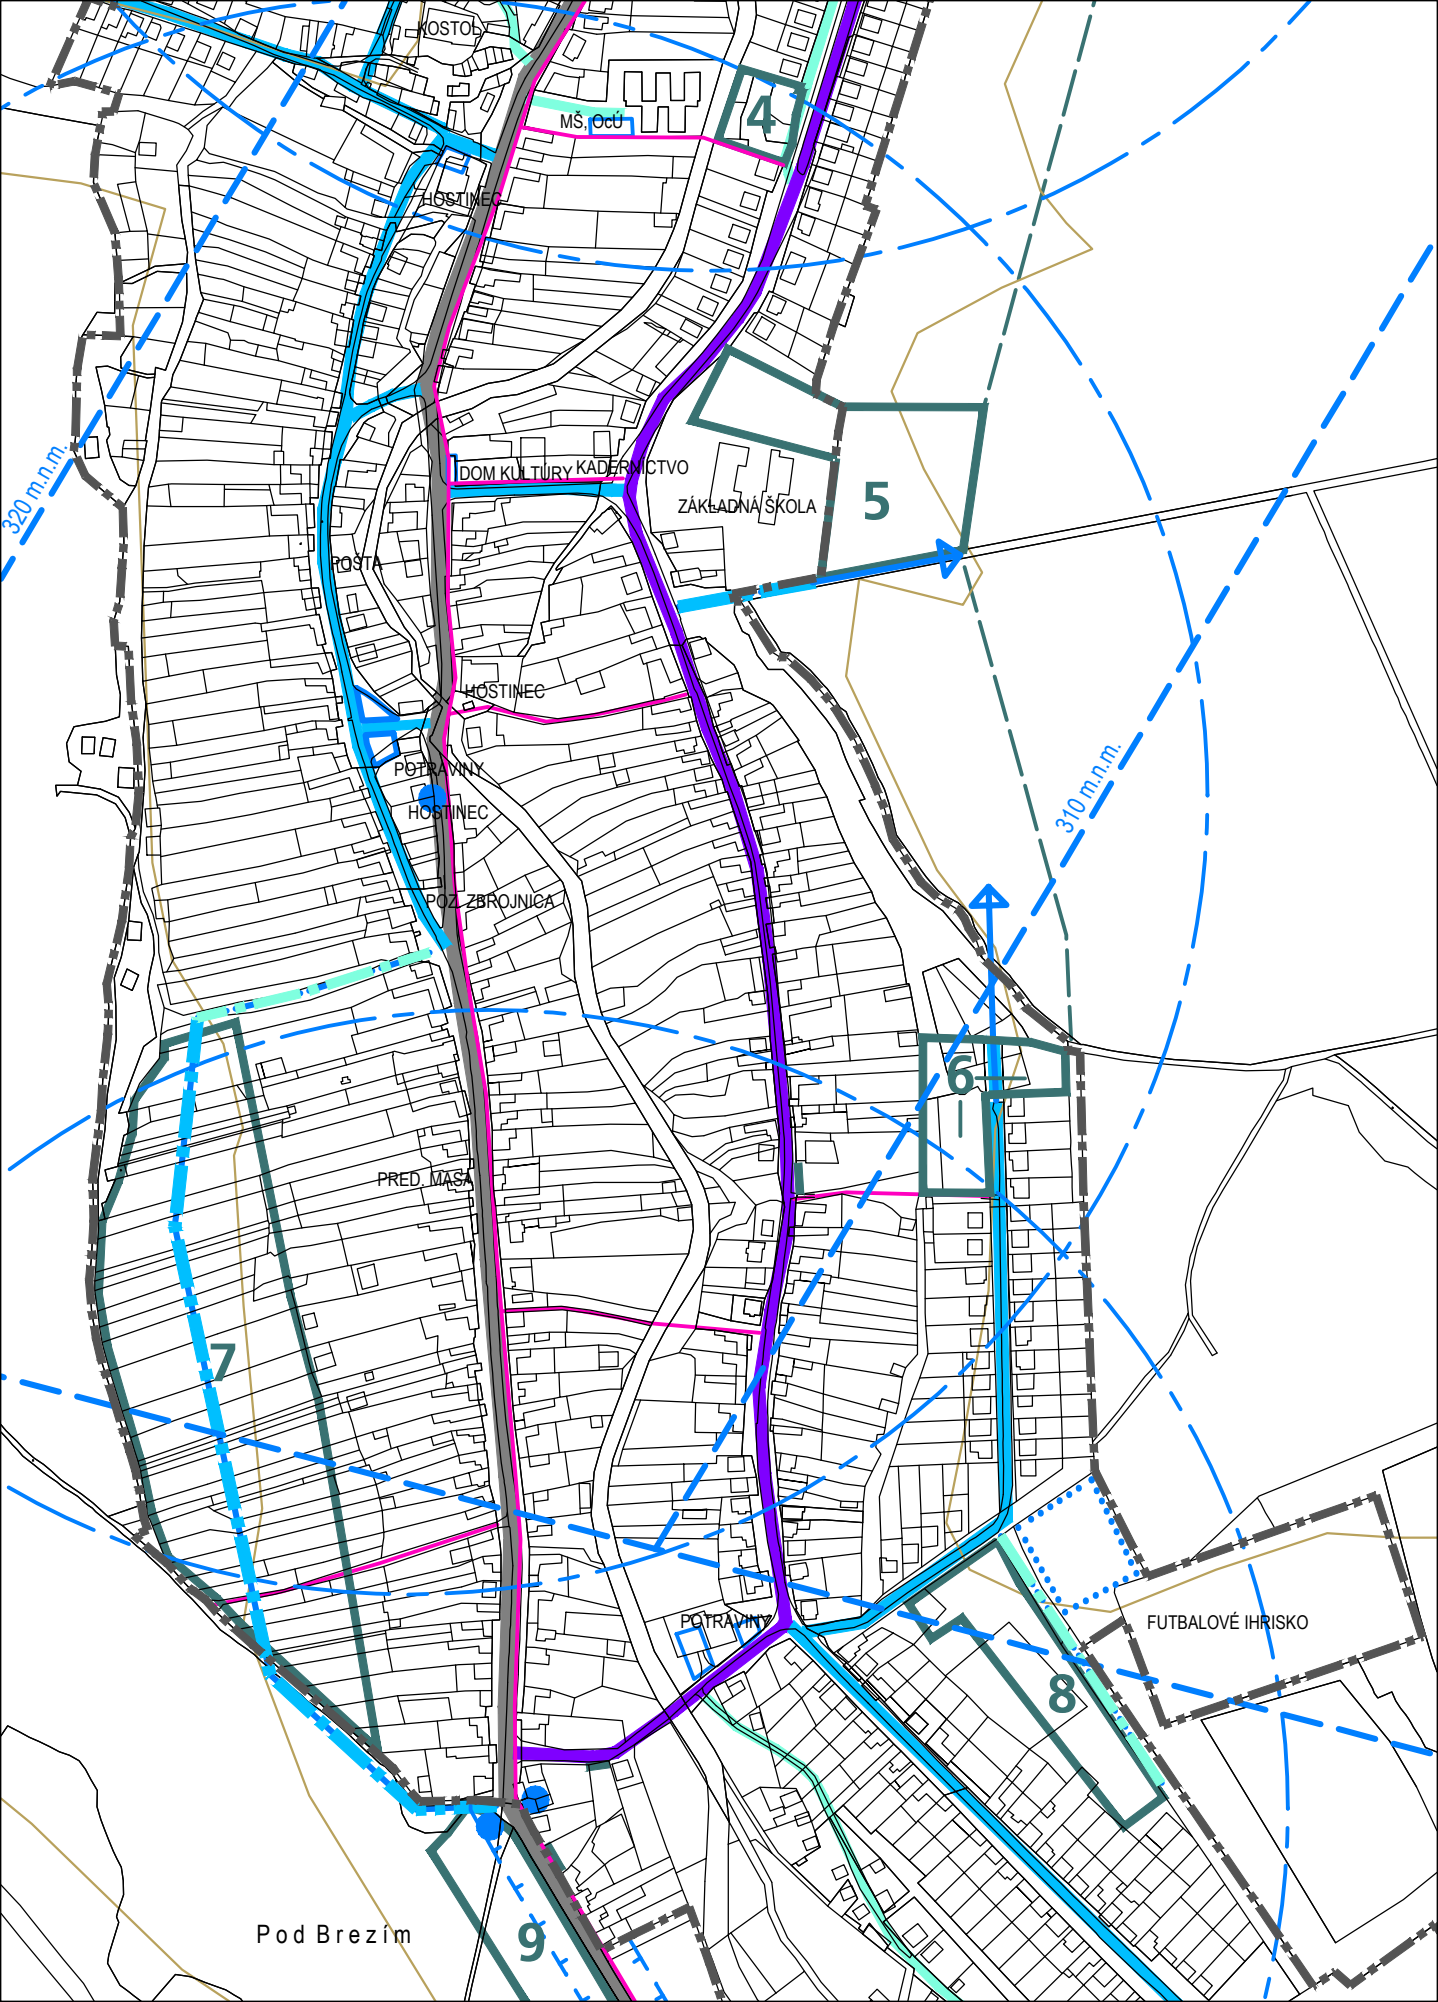 KOSTOL
4
MŠ, OcÚ
HOSTINEC
320 m.n.m.
DOM KULTÚRY
KADERNÍCTVO
ZÁKLADNÁ ŠKOLA
5
POŠTA
HOSTINEC
POTRAVINY
HOSTINEC
310 m.n.m.
POZ. ZBROJNICA
6
PRED. MÄSA
7
POTRAVINY
FUTBALOVÉ IHRISKO
8
Pod Brezím
9